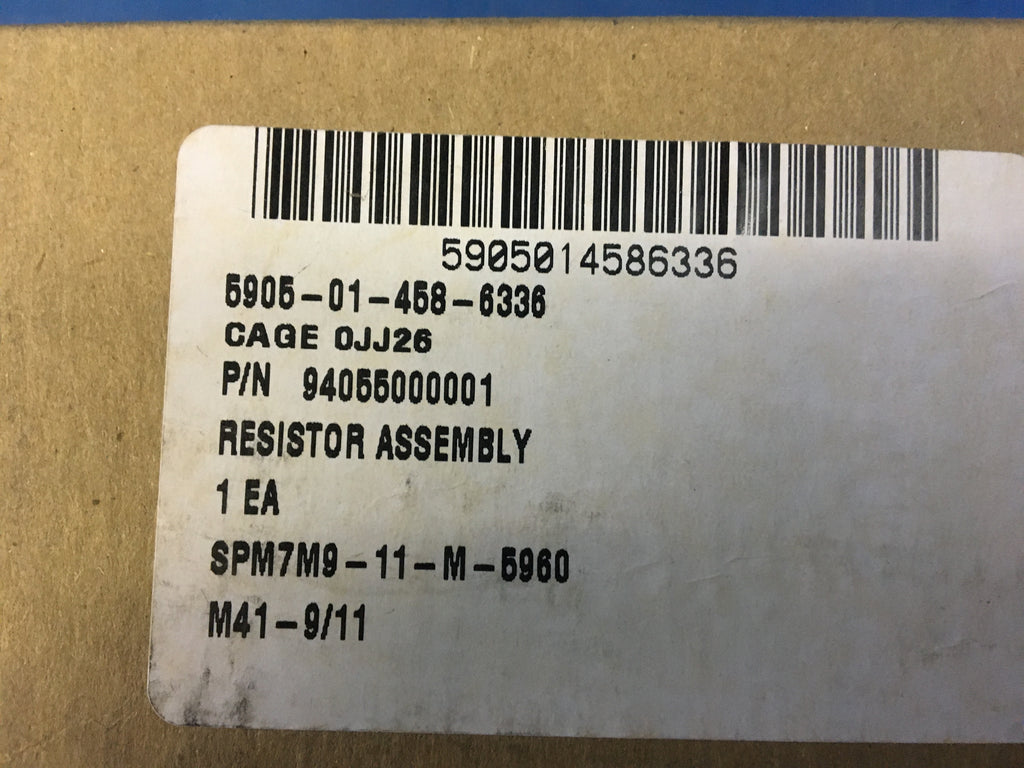 5905014586336
5905-01-458-6336
CAGE 0JJ26
P/N 94055000001
RESISTOR ASSEMBLY
1 EA
SPM7M9-11-M-5960
M41-9/11